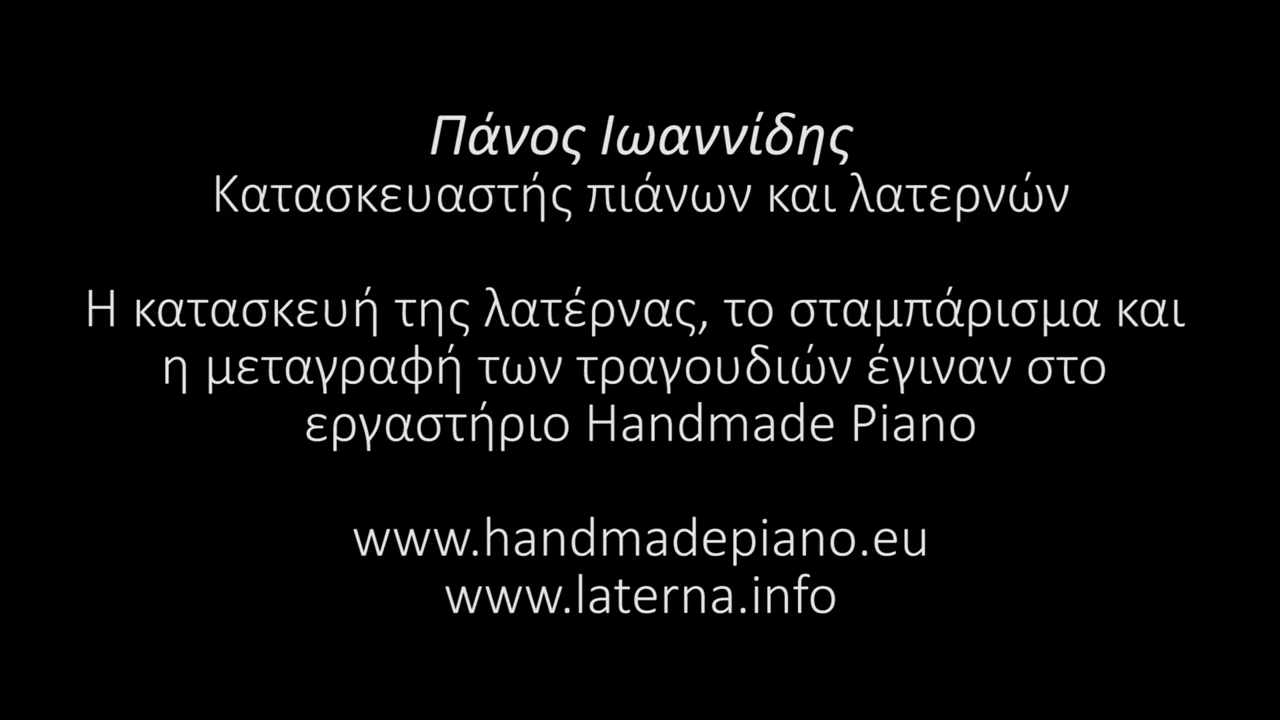 Πάνος Ιωαννίδης
Κατασκευαστής πιάνων και λατερνών
Η κατασκευή της λατέρνας, το σταμπάρισμα και
η μεταγραφή των τραγουδιών έγιναν στο
εργαστήριο Handmade Piano
www.handmadepiano.eu
www.laterna.info